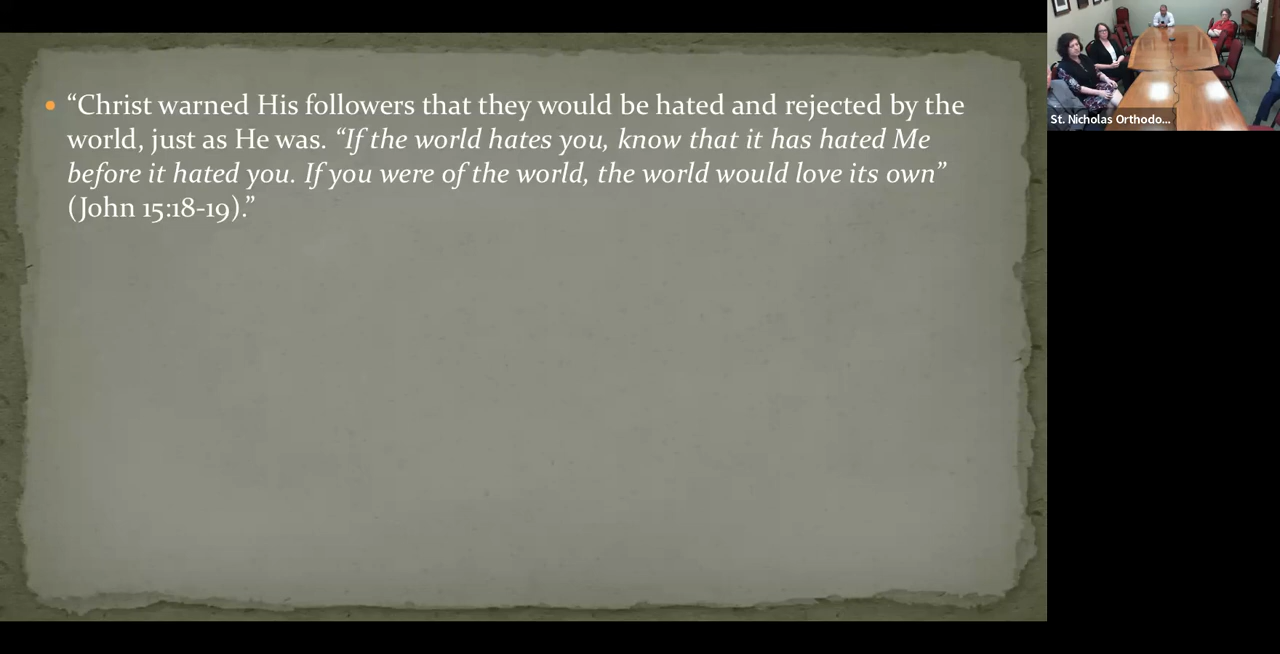 • “Christ warned His followers that they would be hated and rejected by the
world, just as He was. “If the world hates you, know that it has hated Me
before it hated you. If you were of the world, the world would love its own”
(John 15:18-19).”
St. Nicholas Orthodo...